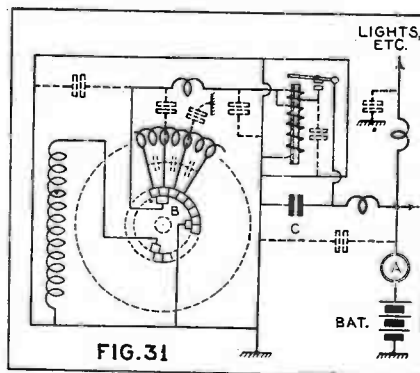 LIGHTS,
ETC.
B
C
A
BAT.
FIG.31